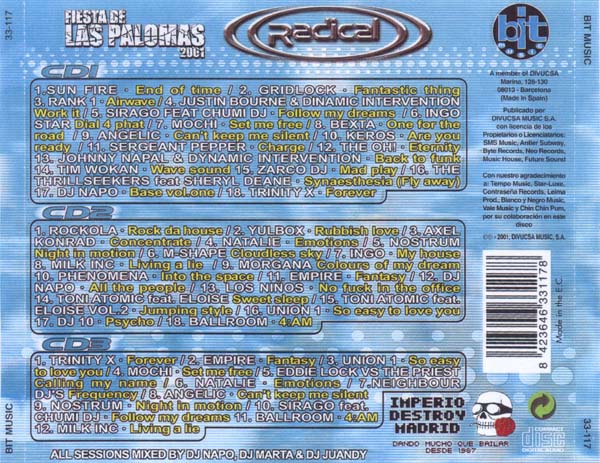 33-117
FIESTA DE
LAS PALOMAS
2001
Radical
bit
BIT MUSIC
CD1
1.SUN FIRE · End of time / 2. GRIDLOCK · Fantastic thing
3. RANK 1 · Airwave / 4. JUSTIN BOURNE & DINAMIC INTERVENTION
Work it / 5. SIRAGO FEAT CHUMI DJ · Follow my dreams / 6. INGO
STAR Dial 4 phat / 7. MOCHI · Set me free / 8. BEXTA · One for the
road / 9. ANGELIC · Can't keep me silent / 10. KEROS · Are you
ready / 11. SERGEANT PEPPER · Charge / 12. THE OH! · Eternity
13. JOHNNY NAPAL & DYNAMIC INTERVENTION · Back to funk
14. TIM WOKAN · Wave sound / 15. ZARCO DJ · Mad play / 16. THE
THRILLSEEKERS feat SHERYL DEANE · Synaesthesia (Fly away)
17. DJ NAPO · Base vol.one / 18. TRINITY X · Forever
CD2
1. ROCKOLA · Rock da house / 2. YULBOX · Rubbish love / 3. AXEL
KONRAD · Concentrate / 4. NATALIE · Emotions / 5. NOSTRUM
Night in motion / 6. M-SHAPE Cloudless sky / 7. INGO · My house
8. MILK INC · Living a lie / 9. MORGANA · Colours of my dream
10. PHENOMENA · Into the space / 11. EMPIRE · Fantasy / 12. DJ
NAPO · All the people / 13. LOS NINOS · No fuck in the office
14. TONI ATOMIC feat. ELOISE Sweet sleep / 15. TONI ATOMIC feat.
ELOISE VOL.2 · Jumping style / 16. UNION 1 · So easy to love you
17. DJ 10 · Psycho / 18. BALLROOM · 4:AM
CD3
1. TRINITY X · Forever / 2. EMPIRE · Fantasy / 3. UNION 1 · So easy
to love you / 4. MOCHI · Set me free / 5. EDDIE LOCK VS THE PRIEST
Calling my name / 6. NATALIE · Emotions / 7.NEIGHBOUR
DJ'S Frequency / 8. ANGELIC · Can't keep me silent
9. NOSTRUM · Night in motion / 10. SIRAGO feat.
CHUMI DJ · Follow my dreams / 11. BALLROOM · 4:AM
12. MILK INC · Living a lie
ALL SESSIONS MIXED BY DJ NAPO, DJ MARTA & DJ JUANDY
A member of DIVUCSA
Marina, 126-130
08013 - Barcelona
(Made in Spain)
Publicado por
DIVUCSA MUSIC S.A.
con licencia de los
Propietarios o Licenciatarios:
SMS Music, Antler Subway,
Byte Records, Neo Records,
Music House, Future Sound
Con nuestro agradecimiento a:
Tempo Music, Star-Luxe,
Contraseña Records, Leima
Prod., Blanco y Negro Music,
Vale Music y Chin Chin Pum,
por su colaboración en este
disco
© - 2001, DIVUCSA MUSIC, S.A.
8 423646 331178
Made in the E.C.
IMPERIO
DESTROY
MADRID
DANDO MUCHO QUE BAILAR
DESDE 1987
COMPACT
disc
DIGITAL AUDIO
BIT MUSIC
33-117